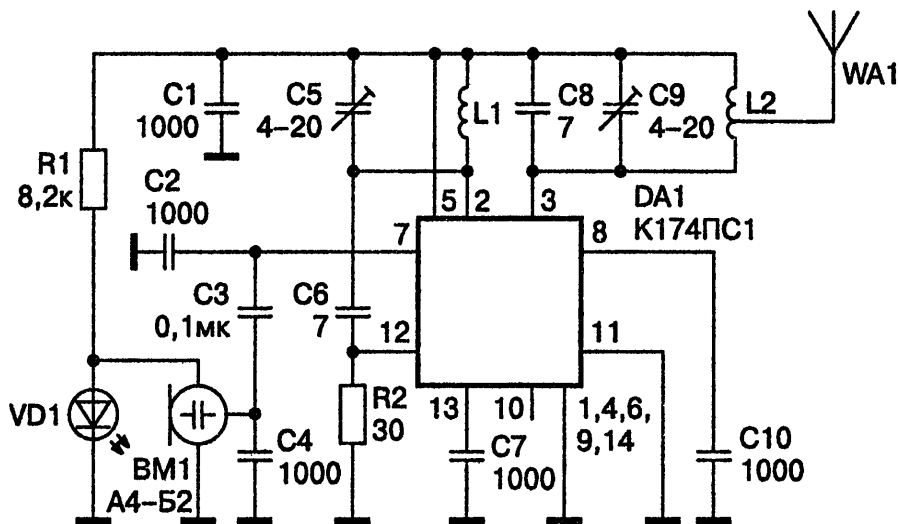 WA1
C1
1000
C5
4–20
L1
C8
7
C9
4–20
L2
R1
8,2к
C2
1000
5
2
3
DA1
К174ПС1
7
8
C3
0,1мк
C6
7
12
11
VD1
BM1
А4–Б2
C4
1000
R2
30
13
10
1,4,6,
9,14
C7
1000
C10
1000